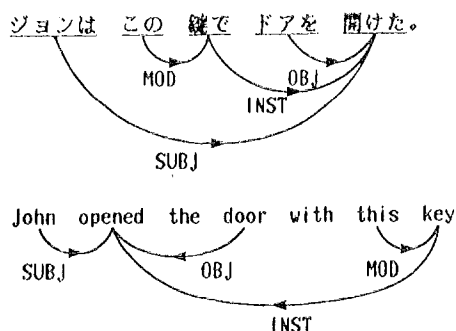 ジョンは この 鍵で ドアを 開けた。
MOD OBJ
INST
SUBJ
John opened the door with this key
SUBJ OBJ MOD
INST